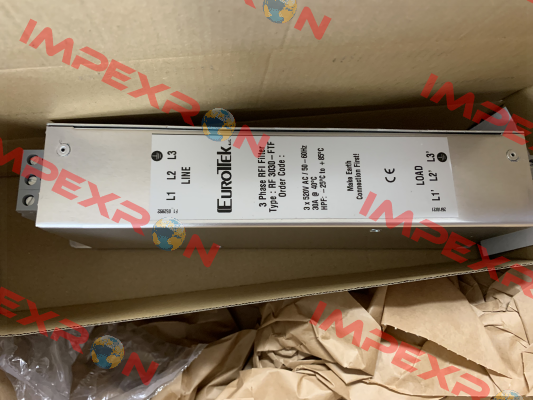 L1 L2 L3
LINE
EUROTEK
3 Phase RFI Filter
Type : RF 3030-FTF
Order Code :
3 x 520V AC / 50-60Hz
30A @ 40°C
HPF: -25°C to + 85°C
Make Earth
Connection First!
CE
LOAD
L1' L2' L3'
IMPEXRON
IMPEXRON
IMPEXRON
IMPEXRON
IMPEXRON
IMPEXRON